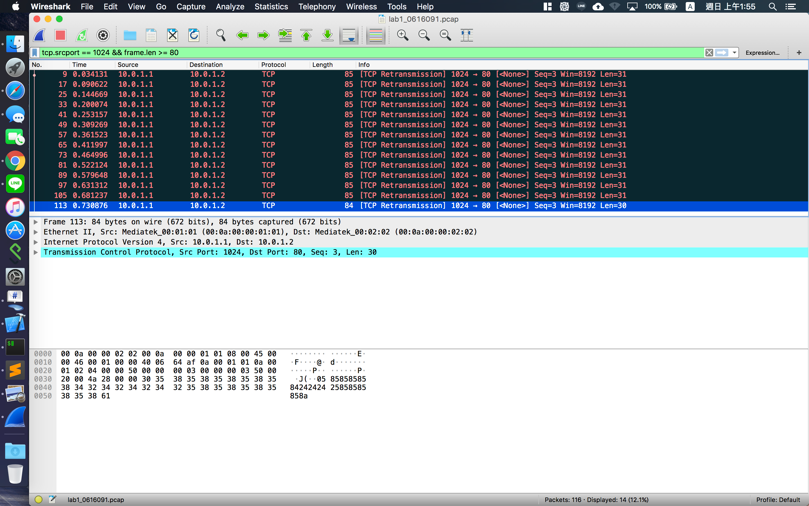 Wireshark File Edit View Go Capture Analyze Statistics Telephony Wireless Tools Help 100% A 週日 上午1:55
lab1_0616091.pcap
tcp.srcport == 1024 && frame.len >= 80 Expression... +
No. Time Source Destination Protocol Length Info
9 0.034131 10.0.1.1 10.0.1.2 TCP 85 [TCP Retransmission] 1024 → 80 [<None>] Seq=3 Win=8192 Len=31
17 0.090622 10.0.1.1 10.0.1.2 TCP 85 [TCP Retransmission] 1024 → 80 [<None>] Seq=3 Win=8192 Len=31
25 0.144669 10.0.1.1 10.0.1.2 TCP 85 [TCP Retransmission] 1024 → 80 [<None>] Seq=3 Win=8192 Len=31
33 0.200074 10.0.1.1 10.0.1.2 TCP 85 [TCP Retransmission] 1024 → 80 [<None>] Seq=3 Win=8192 Len=31
41 0.253157 10.0.1.1 10.0.1.2 TCP 85 [TCP Retransmission] 1024 → 80 [<None>] Seq=3 Win=8192 Len=31
49 0.309269 10.0.1.1 10.0.1.2 TCP 85 [TCP Retransmission] 1024 → 80 [<None>] Seq=3 Win=8192 Len=31
57 0.361523 10.0.1.1 10.0.1.2 TCP 85 [TCP Retransmission] 1024 → 80 [<None>] Seq=3 Win=8192 Len=31
65 0.411997 10.0.1.1 10.0.1.2 TCP 85 [TCP Retransmission] 1024 → 80 [<None>] Seq=3 Win=8192 Len=31
73 0.464996 10.0.1.1 10.0.1.2 TCP 85 [TCP Retransmission] 1024 → 80 [<None>] Seq=3 Win=8192 Len=31
81 0.522124 10.0.1.1 10.0.1.2 TCP 85 [TCP Retransmission] 1024 → 80 [<None>] Seq=3 Win=8192 Len=31
89 0.579648 10.0.1.1 10.0.1.2 TCP 85 [TCP Retransmission] 1024 → 80 [<None>] Seq=3 Win=8192 Len=31
97 0.631312 10.0.1.1 10.0.1.2 TCP 85 [TCP Retransmission] 1024 → 80 [<None>] Seq=3 Win=8192 Len=31
105 0.681237 10.0.1.1 10.0.1.2 TCP 85 [TCP Retransmission] 1024 → 80 [<None>] Seq=3 Win=8192 Len=31
113 0.730876 10.0.1.1 10.0.1.2 TCP 84 [TCP Retransmission] 1024 → 80 [<None>] Seq=3 Win=8192 Len=30
Frame 113: 84 bytes on wire (672 bits), 84 bytes captured (672 bits)
Ethernet II, Src: Mediatek_00:01:01 (00:0a:00:00:01:01), Dst: Mediatek_00:02:02 (00:0a:00:00:02:02)
Internet Protocol Version 4, Src: 10.0.1.1, Dst: 10.0.1.2
Transmission Control Protocol, Src Port: 1024, Dst Port: 80, Seq: 3, Len: 30
0000 00 0a 00 00 02 02 00 0a 00 00 01 01 08 00 45 00 ········ ······E·
0010 00 46 00 01 00 00 40 06 64 af 0a 00 01 01 0a 00 ·F····@· d·······
0020 01 02 04 00 00 50 00 00 00 03 00 00 00 03 50 00 ·····P·· ······P·
0030 20 00 4a 28 00 00 30 35 38 35 38 35 38 35 38 35 ·J(··05 85858585
0040 38 34 32 34 32 34 32 34 32 35 38 35 38 35 38 35 84242424 25858585
0050 38 35 38 61 858a
lab1_0616091.pcap Packets: 116 · Displayed: 14 (12.1%) Profile: Default